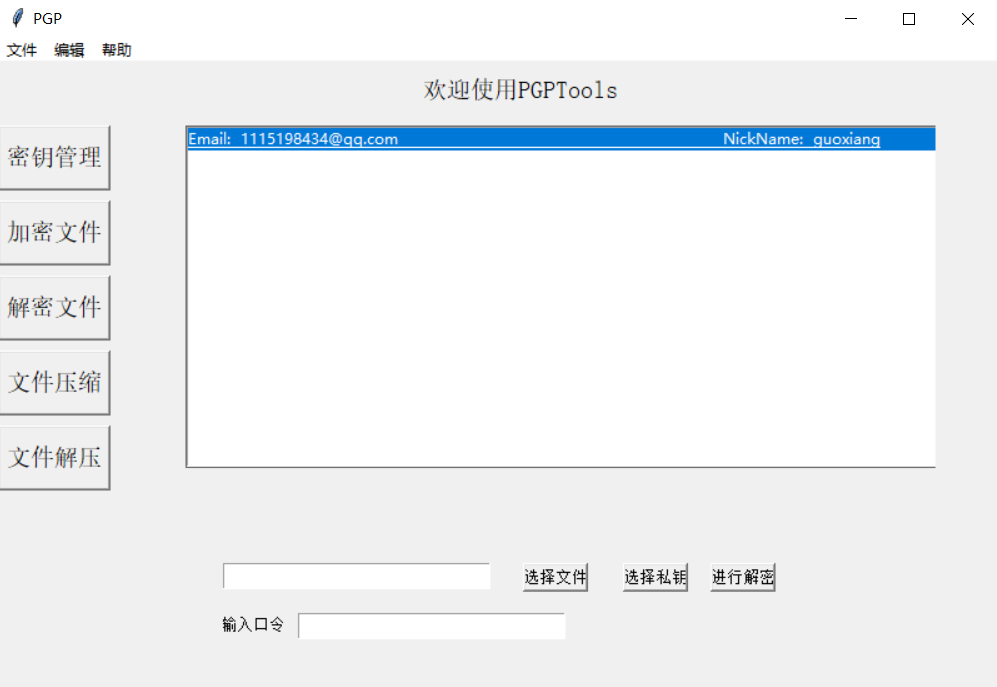 PGP
文件 编辑 帮助
欢迎使用PGPTools
密钥管理
加密文件
解密文件
文件压缩
文件解压
Email: 1115198434@qq.com NickName: guoxiang
选择文件 选择私钥 进行解密
输入口令